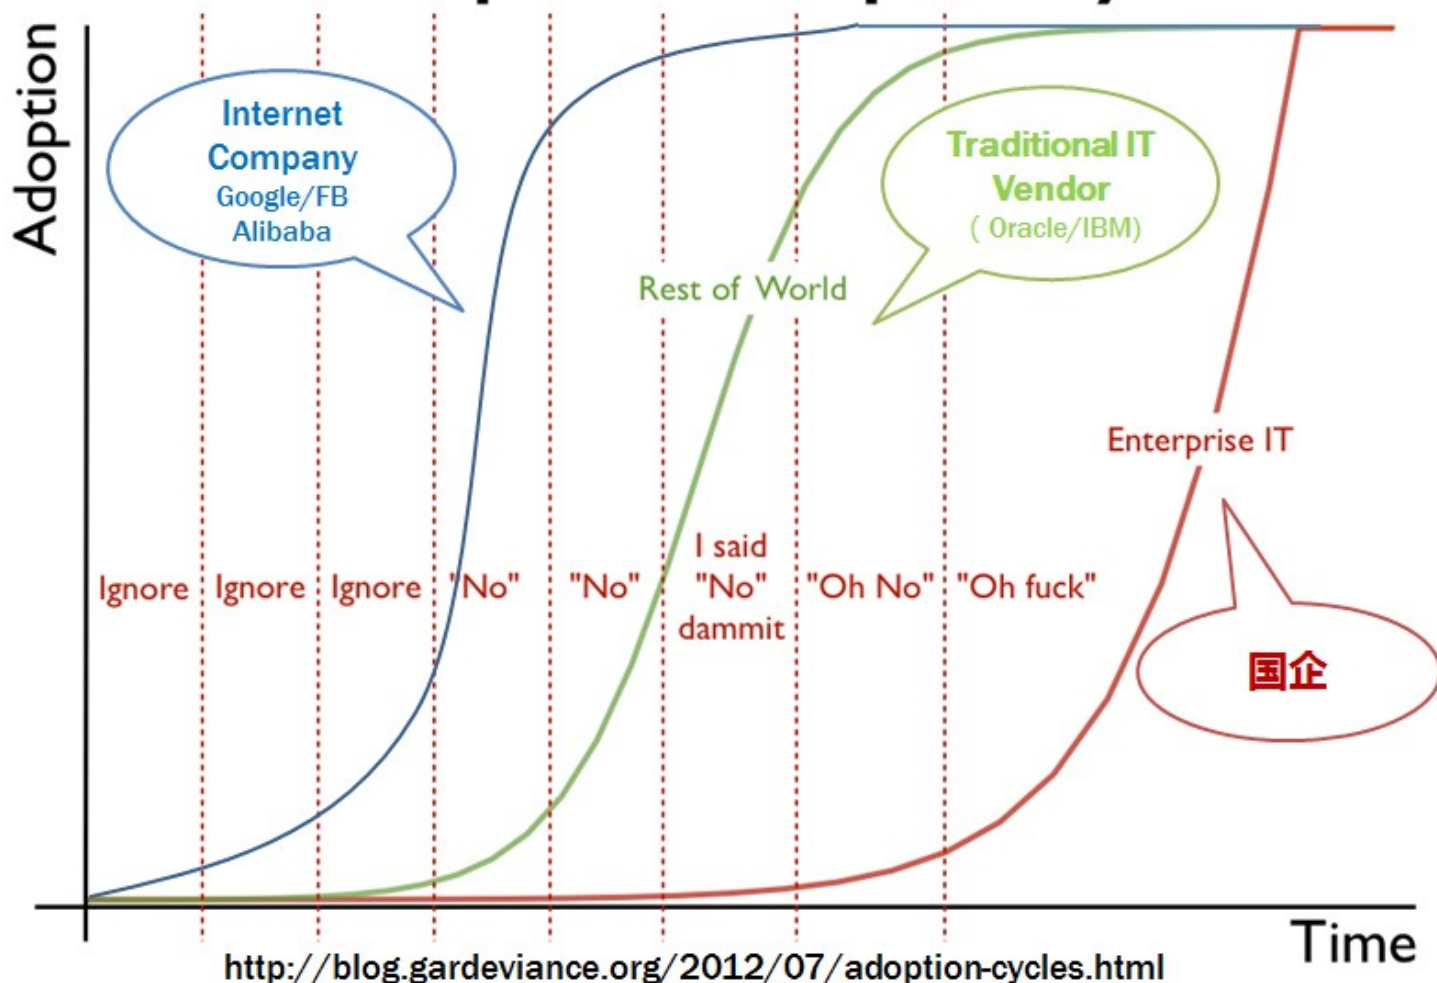 Adoption
Internet
Company
Google/FB
Alibaba
Traditional IT
Vendor
( Oracle/IBM)
Rest of World
Enterprise IT
Ignore
Ignore
Ignore
"No"
"No"
I said
"No"
dammit
"Oh No"
"Oh fuck"
国企
Time
http://blog.gardeviance.org/2012/07/adoption-cycles.html